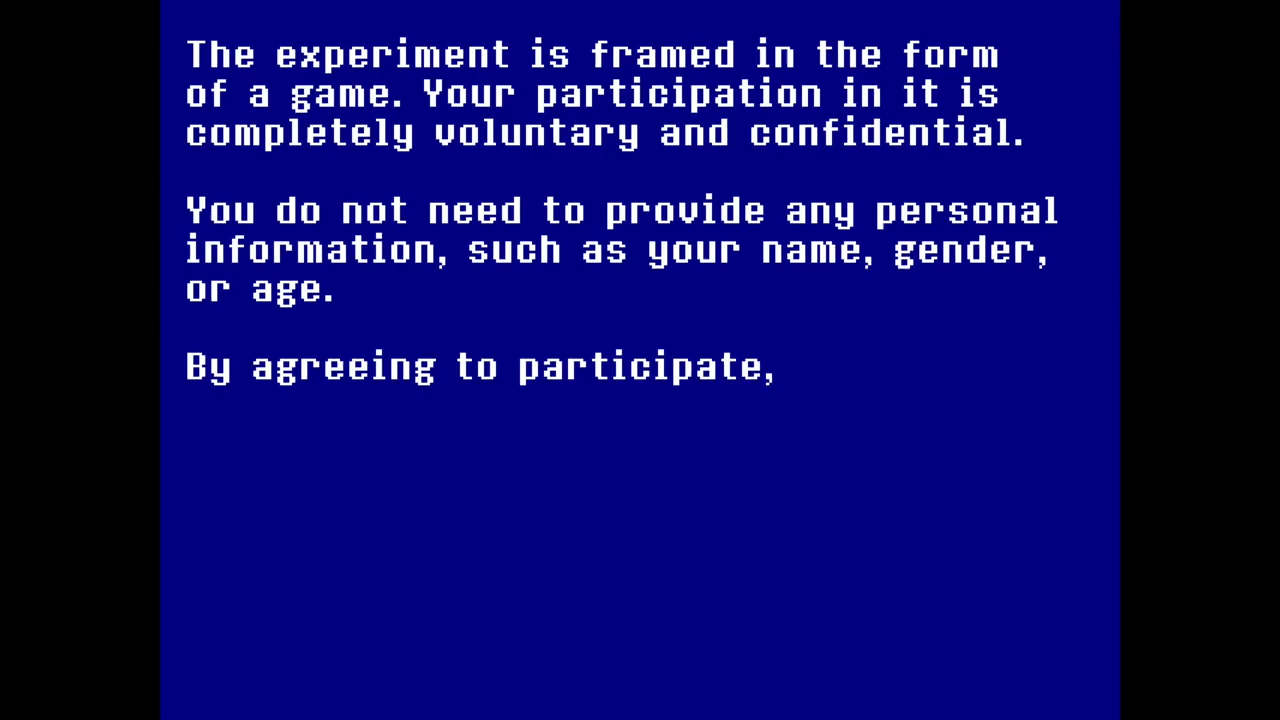 The experiment is framed in the form
of a game. Your participation in it is
completely voluntary and confidential.
You do not need to provide any personal
information, such as your name, gender,
or age.
By agreeing to participate,